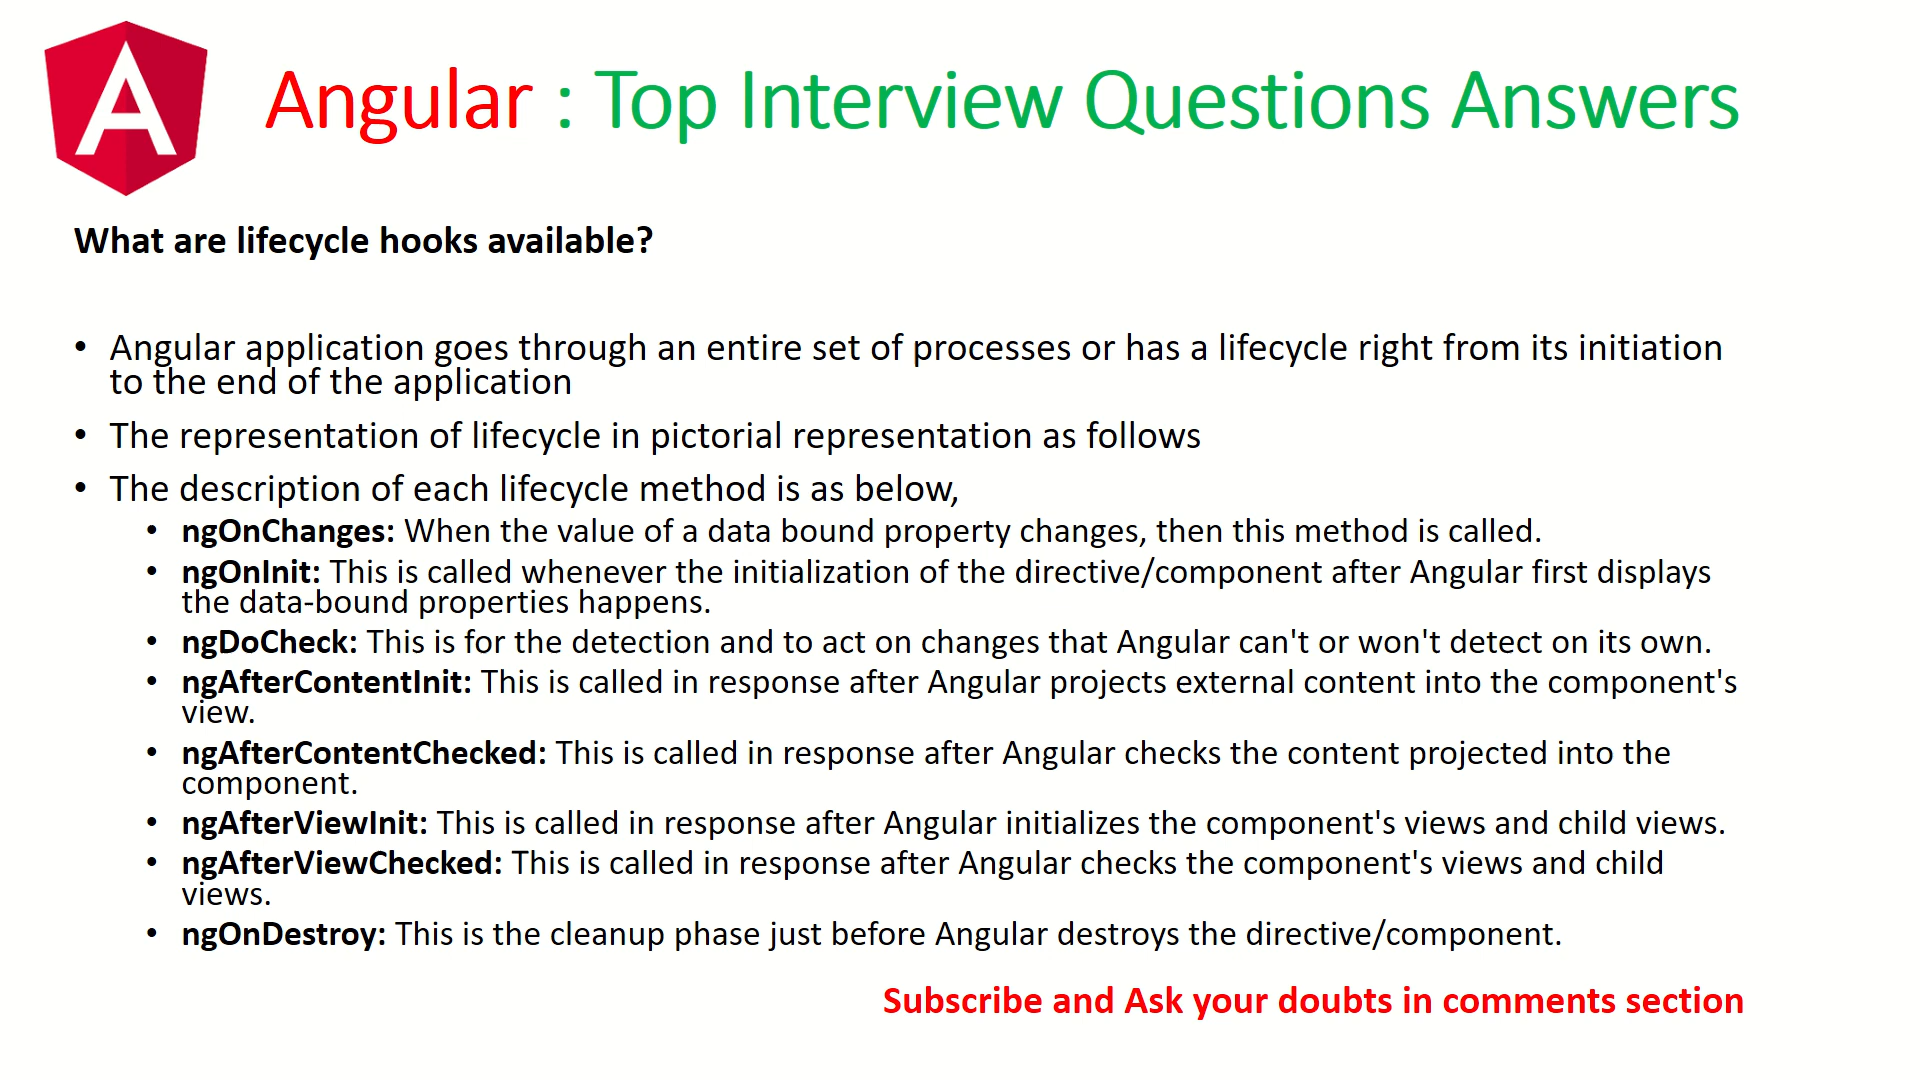 Angular : Top Interview Questions Answers
What are lifecycle hooks available?
• Angular application goes through an entire set of processes or has a lifecycle right from its initiation
to the end of the application
• The representation of lifecycle in pictorial representation as follows
• The description of each lifecycle method is as below,
• ngOnChanges: When the value of a data bound property changes, then this method is called.
• ngOnInit: This is called whenever the initialization of the directive/component after Angular first displays
the data-bound properties happens.
• ngDoCheck: This is for the detection and to act on changes that Angular can't or won't detect on its own.
• ngAfterContentInit: This is called in response after Angular projects external content into the component's
view.
• ngAfterContentChecked: This is called in response after Angular checks the content projected into the
component.
• ngAfterViewInit: This is called in response after Angular initializes the component's views and child views.
• ngAfterViewChecked: This is called in response after Angular checks the component's views and child
views.
• ngOnDestroy: This is the cleanup phase just before Angular destroys the directive/component.
Subscribe and Ask your doubts in comments section